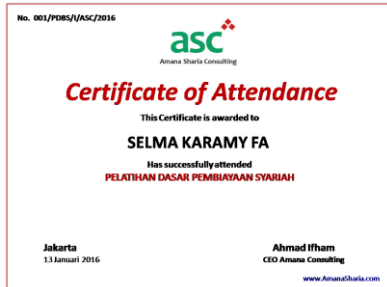 No. 001/PDBS/I/ASC/2016
asc
Amana Sharia Consulting
Certificate of Attendance
This Certificate is awarded to
SELMA KARAMY FA
Has successfully attended
PELATIHAN DASAR PEMBIAYAAN SYARIAH
Jakarta
13 Januari 2016
Ahmad Ifham
CEO Amana Consulting
www.AmanaSharia.com